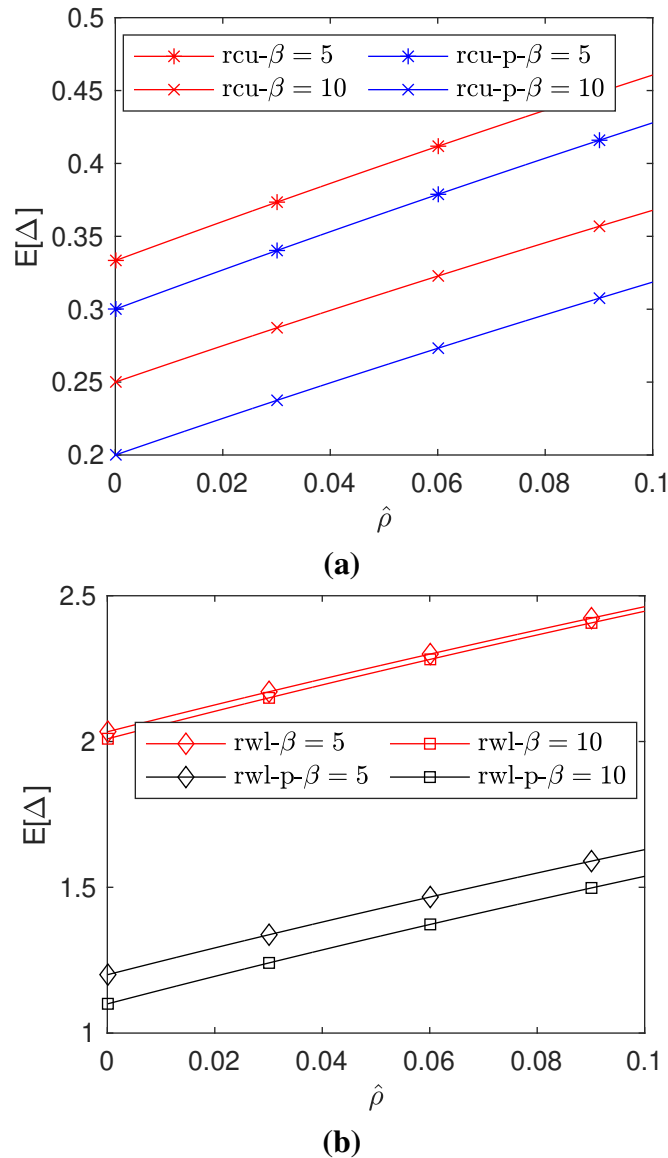 0.5
rcu-β = 5 rcu-p-β = 5
rcu-β = 10 rcu-p-β = 10
0.45
0.4
0.35
0.3
0.25
0.2
E[Δ]
0 0.02 0.04 0.06 0.08 0.1
ρ̂
(a)
2.5
2
rwl-β = 5 rwl-β = 10
rwl-p-β = 5 rwl-p-β = 10
1.5
1
E[Δ]
0 0.02 0.04 0.06 0.08 0.1
ρ̂
(b)